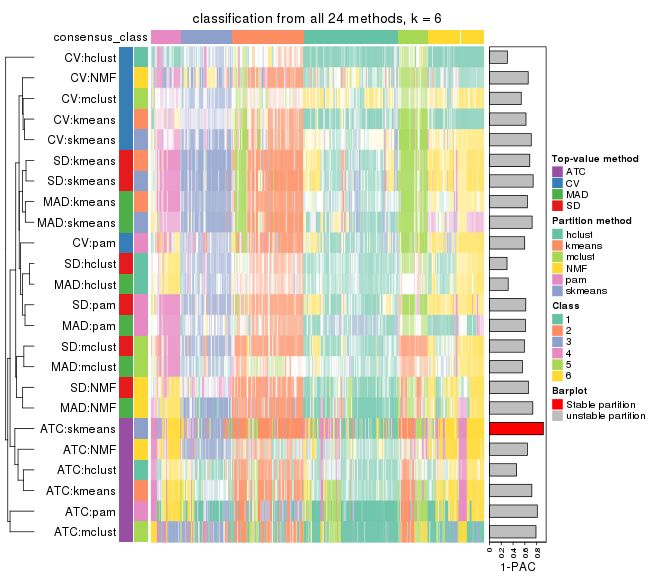 classification from all 24 methods, k = 6
consensus_class
CV:hclust
CV:NMF
CV:mclust
CV:kmeans
CV:skmeans
SD:kmeans
SD:skmeans
MAD:kmeans
MAD:skmeans
CV:pam
SD:hclust
MAD:hclust
SD:pam
MAD:pam
SD:mclust
MAD:mclust
SD:NMF
MAD:NMF
ATC:skmeans
ATC:NMF
ATC:hclust
ATC:kmeans
ATC:pam
ATC:mclust
0 0.2 0.4 0.6 0.8
1-PAC
Top-value method
ATC
CV
MAD
SD
Partition method
hclust
kmeans
mclust
NMF
pam
skmeans
Class
1
2
3
4
5
6
Barplot
Stable partition
unstable partition